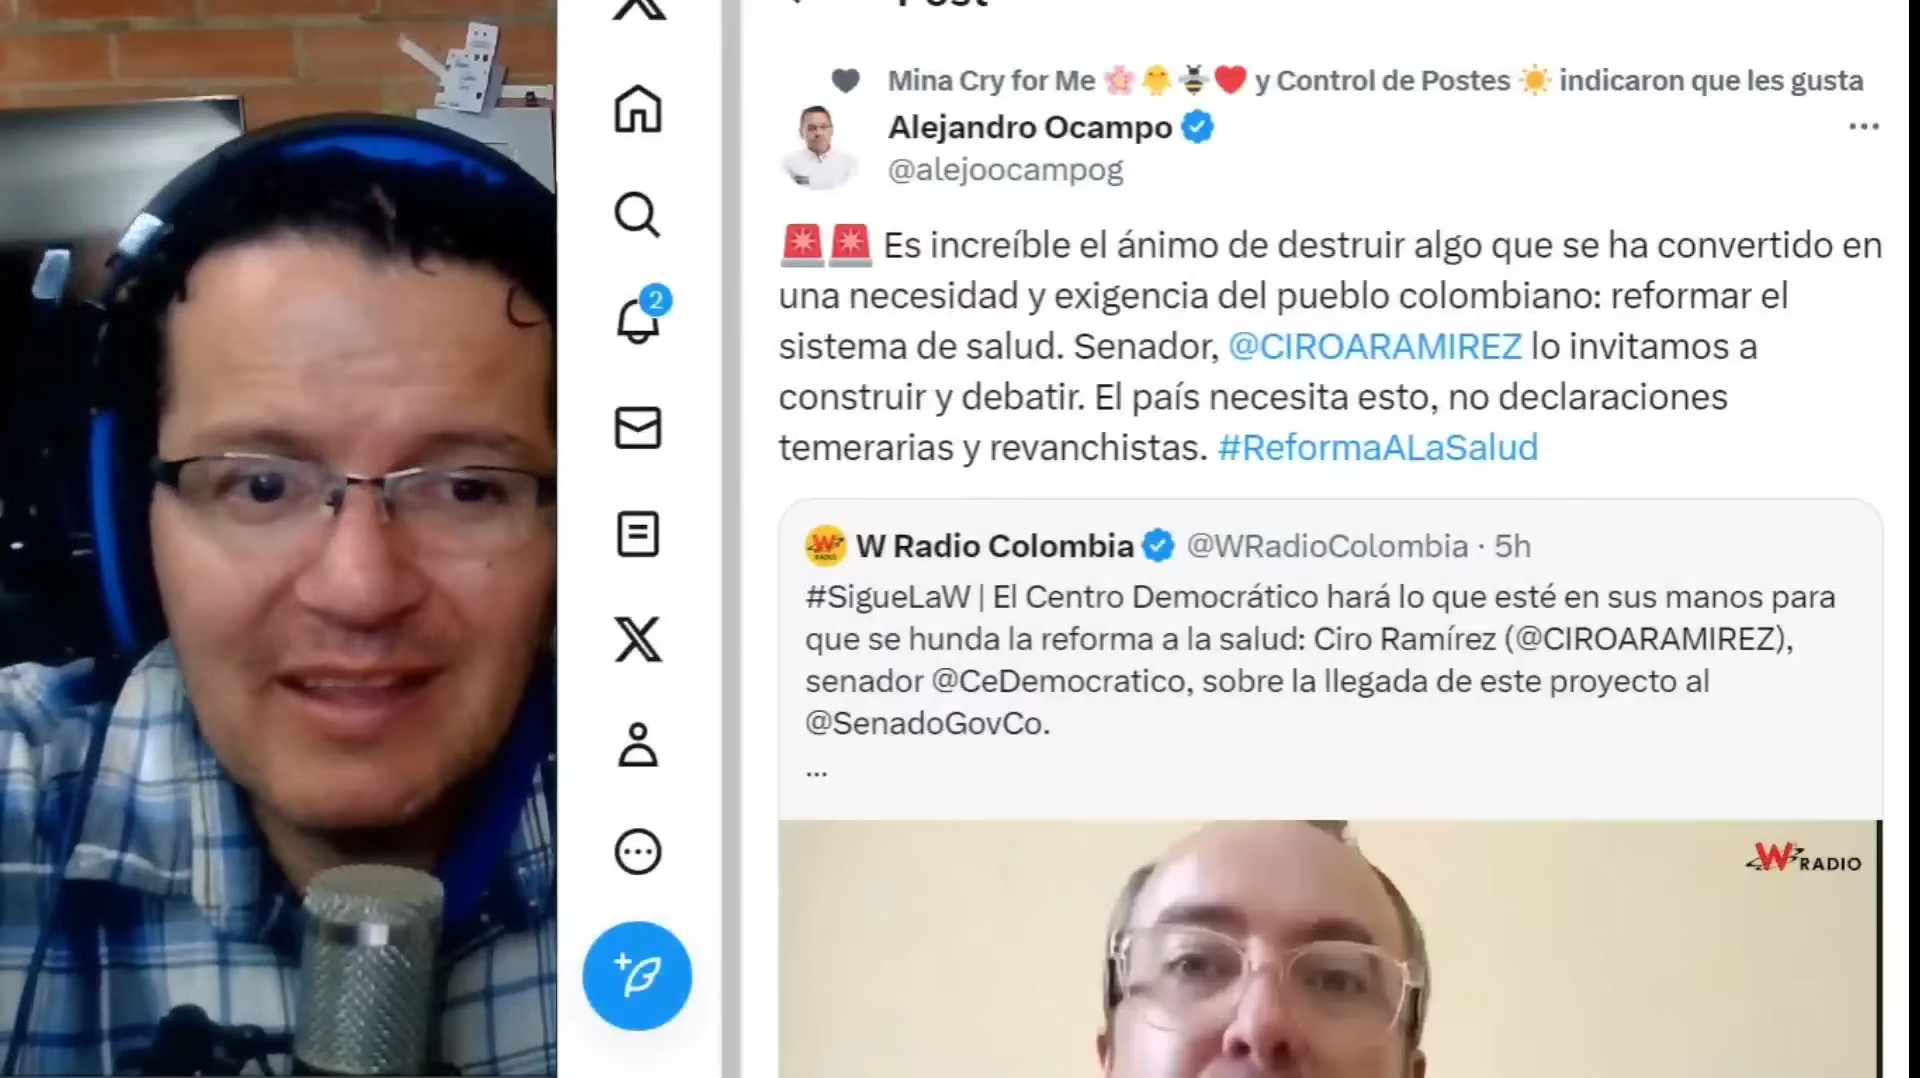 Post
Mina Cry for Me 🌸🐥🐝❤️ y Control de Postes ☀️ indicaron que les gusta
Alejandro Ocampo
@alejoocampog
🚨🚨 Es increíble el ánimo de destruir algo que se ha convertido en
una necesidad y exigencia del pueblo colombiano: reformar el
sistema de salud. Senador, @CIROARAMIREZ lo invitamos a
construir y debatir. El país necesita esto, no declaraciones
temerarias y revanchistas. #ReformaALaSalud
2
W Radio Colombia @WRadioColombia · 5h
#SigueLaW | El Centro Democrático hará lo que esté en sus manos para
que se hunda la reforma a la salud: Ciro Ramírez (@CIROARAMIREZ),
senador @CeDemocratico, sobre la llegada de este proyecto al
@SenadoGovCo.
...
W RADIO